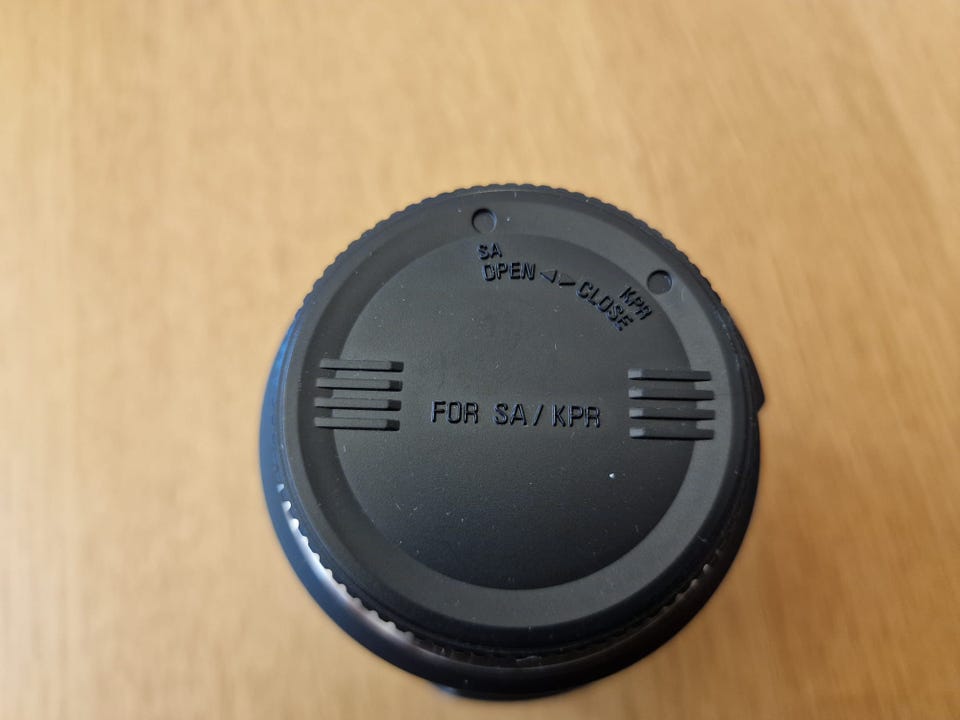 SA
OPEN ◄► CLOSE
KPR
FOR SA/KPR